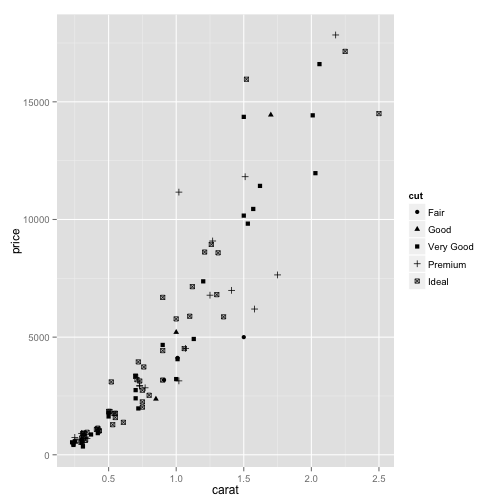 15000
10000
5000
0
price
0.5
1.0
1.5
2.0
2.5
carat
cut
Fair
Good
Very Good
Premium
Ideal